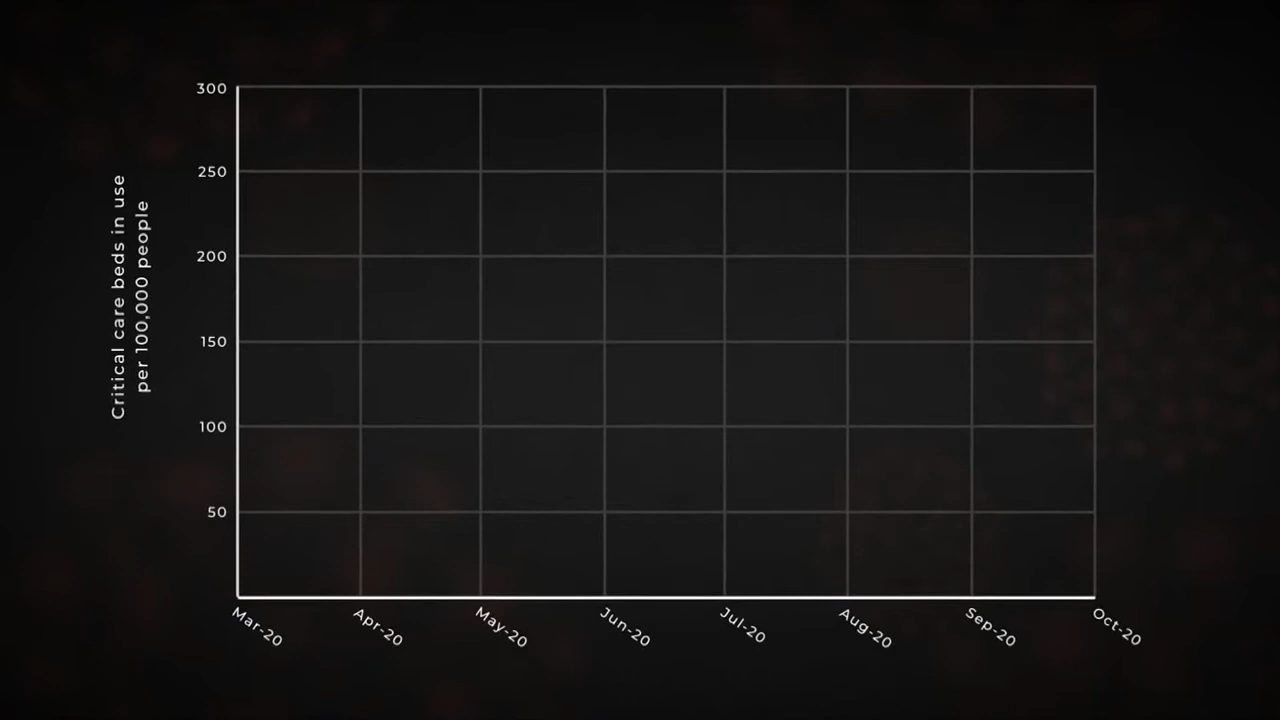 Critical care beds in use
per 100,000 people
300
250
200
150
100
50
Mar-20
Apr-20
May-20
Jun-20
Jul-20
Aug-20
Sep-20
Oct-20